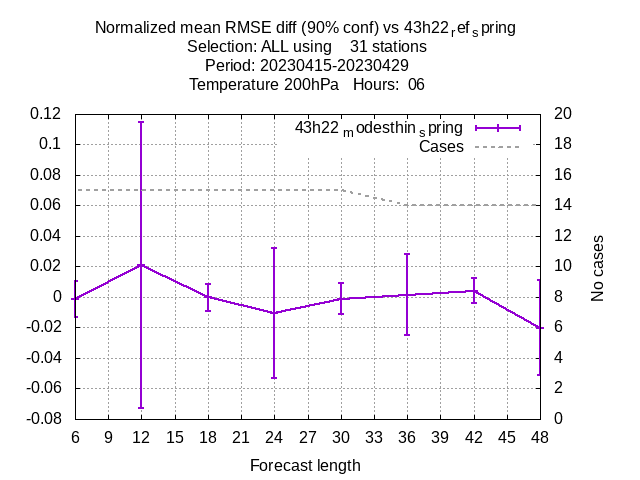 Normalized mean RMSE diff (90% conf) vs 43h22ref spring
Selection: ALL using 31 stations
Period: 20230415-20230429
Temperature 200hPa Hours: 06
43h22modesthinspring
Cases
0.12
0.1
0.08
0.06
0.04
0.02
0
-0.02
-0.04
-0.06
-0.08
20
18
16
14
12
10
8
6
4
2
0
No cases
6 9 12 15 18 21 24 27 30 33 36 39 42 45 48
Forecast length